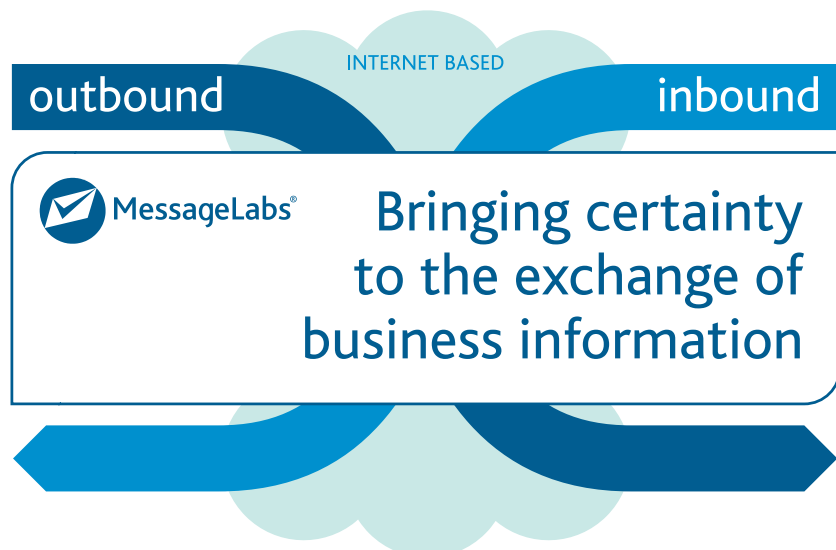 INTERNET BASED
outbound
inbound
MessageLabs®
Bringing certainty
to the exchange of
business information